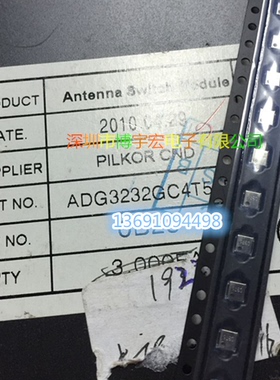 ODUCT Antenna Switch Module
ATE. 2010.04.29
深圳市博宇宏电子有限公司
PPLIER PILKOR CND
T NO. ADG3232GC4T5
13691094498
NO.
TY
192